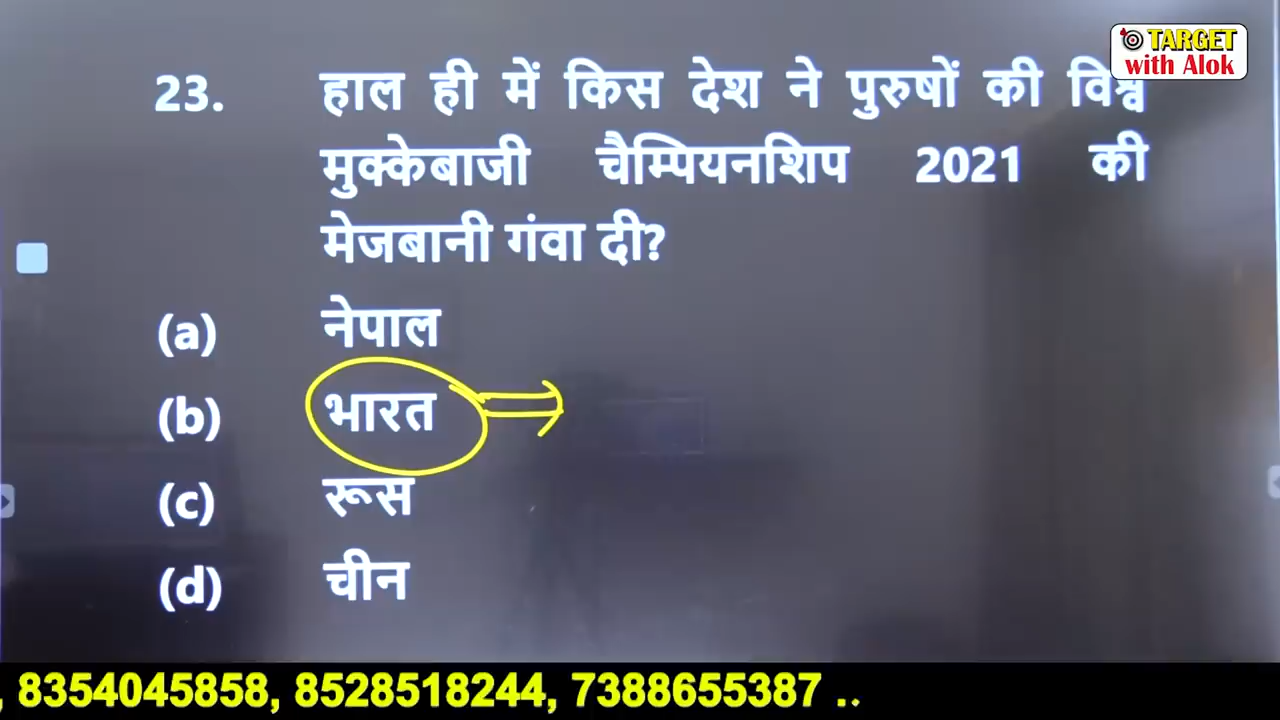 TARGET
with Alok
23. हाल ही में किस देश ने पुरुषों की विश्व
मुक्केबाजी चैम्पियनशिप 2021 की
मेजबानी गंवा दी?
(a) नेपाल
(b) भारत
(c) रूस
(d) चीन
, 8354045858, 8528518244, 7388655387 ..